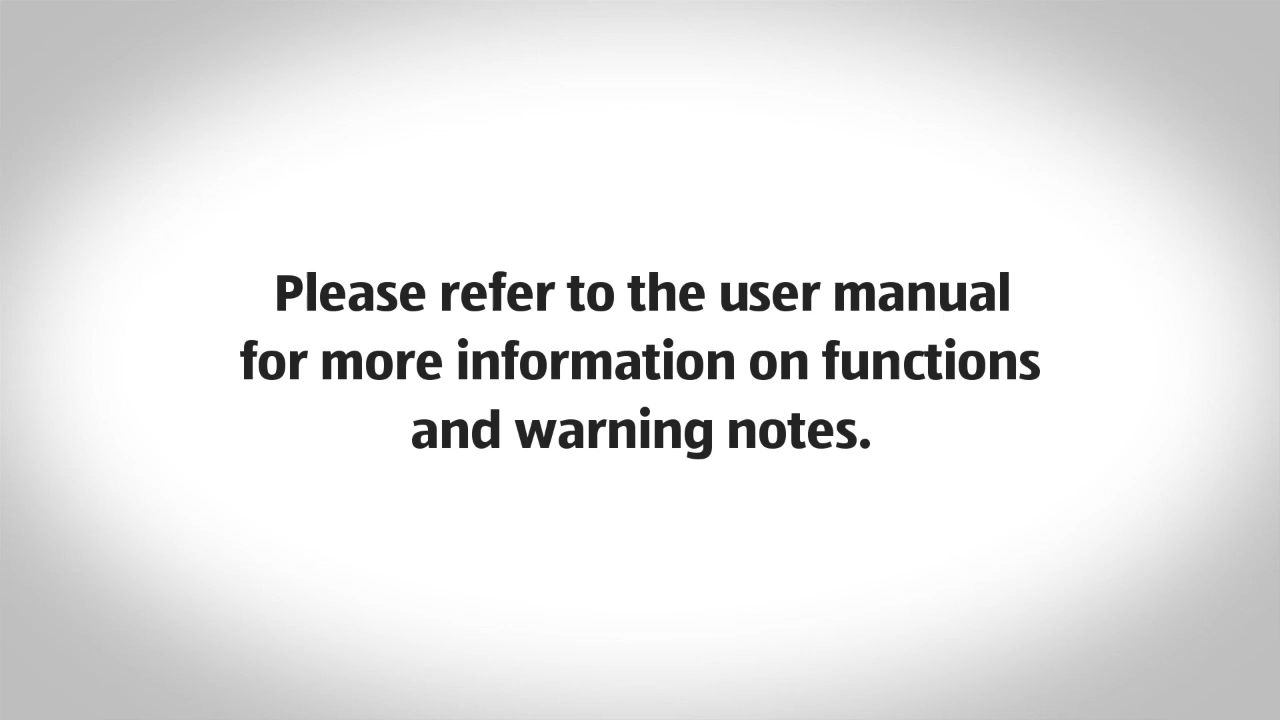 Please refer to the user manual
for more information on functions
and warning notes.